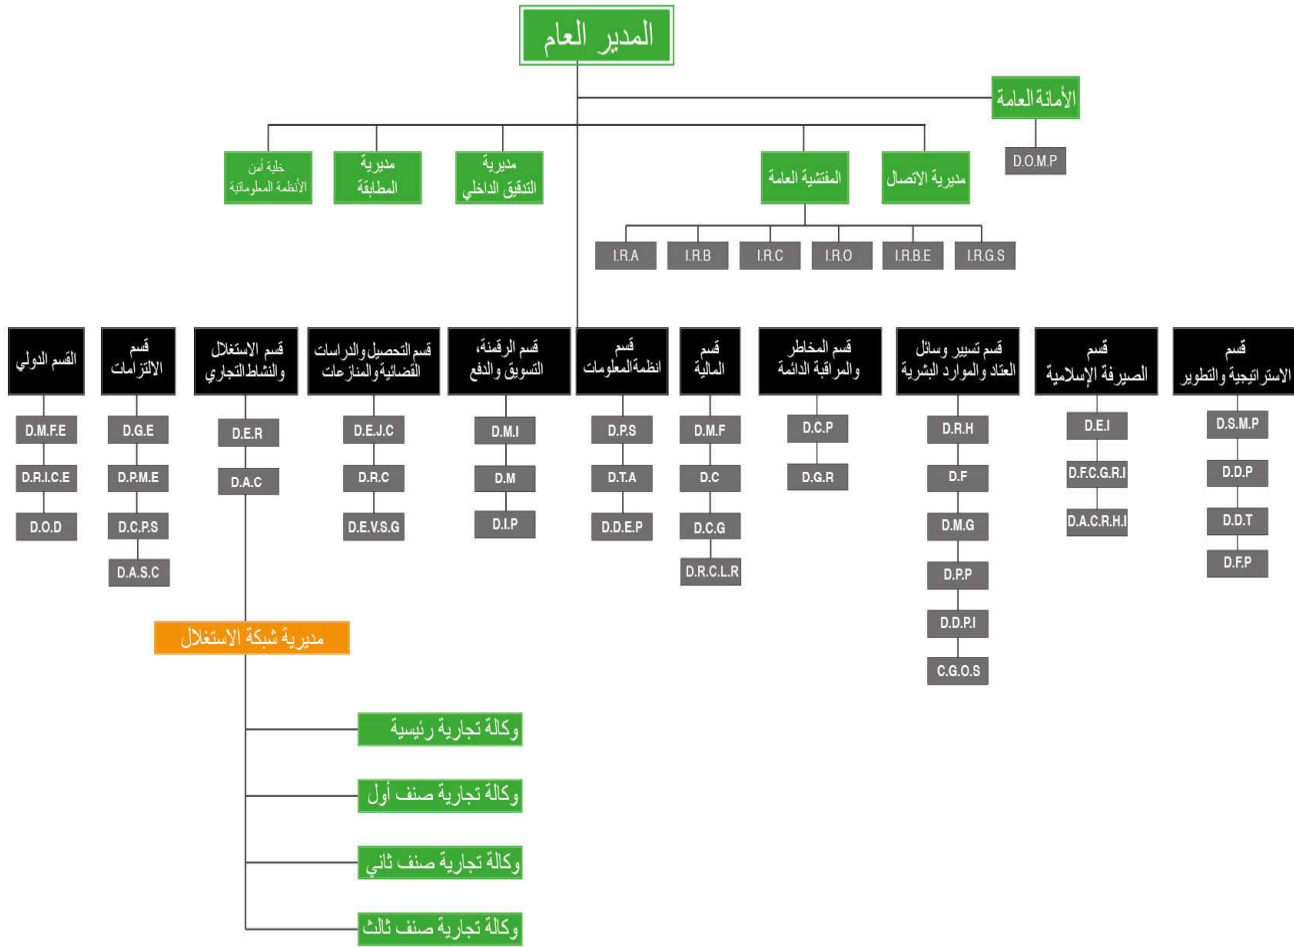 المدير العام
الأمانة العامة
D.O.M.P
مديرية الاتصال
المفتشية العامة
مديرية
التدقيق الداخلي
مديرية
المطابقة
خلية أمن
الأنظمة المعلوماتية
I.R.A
I.R.B
I.R.C
I.R.O
I.R.B.E
I.R.G.S
قسم
الاستراتيجية والتطوير
D.S.M.P
D.D.P
D.D.T
D.F.P
قسم
الصيرفة الإسلامية
D.E.I
D.F.C.G.R.I
D.A.C.R.H.I
قسم تسيير وسائل
العتاد والموارد البشرية
D.R.H
D.F
D.M.G
D.P.P
D.D.P.I
C.G.O.S
قسم المخاطر
والمراقبة الدائمة
D.C.P
D.G.R
قسم
المالية
D.M.F
D.C
D.C.G
D.R.C.L.R
قسم
انظمة المعلومات
D.P.S
D.T.A
D.D.E.P
قسم الرقمنة،
التسويق والدفع
D.M.I
D.M
D.I.P
قسم التحصيل والدراسات
القضائية والمنازعات
D.E.J.C
D.R.C
D.E.V.S.G
قسم الاستغلال
والنشاط التجاري
D.E.R
D.A.C
قسم
الالتزامات
D.G.E
D.P.M.E
D.C.P.S
D.A.S.C
القسم الدولي
D.M.F.E
D.R.I.C.E
D.O.D
مديرية شبكة الاستغلال
وكالة تجارية رئيسية
وكالة تجارية صنف أول
وكالة تجارية صنف ثاني
وكالة تجارية صنف ثالث